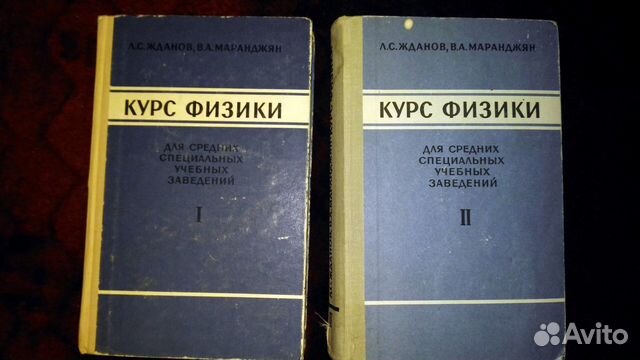 Л.С. ЖДАНОВ, В.А. МАРАНДЖЯН
КУРС ФИЗИКИ
ДЛЯ СРЕДНИХ
СПЕЦИАЛЬНЫХ
УЧЕБНЫХ
ЗАВЕДЕНИЙ
I
Л.С. ЖДАНОВ, В.А. МАРАНДЖЯН
КУРС ФИЗИКИ
ДЛЯ СРЕДНИХ
СПЕЦИАЛЬНЫХ
УЧЕБНЫХ
ЗАВЕДЕНИЙ
II
Avito